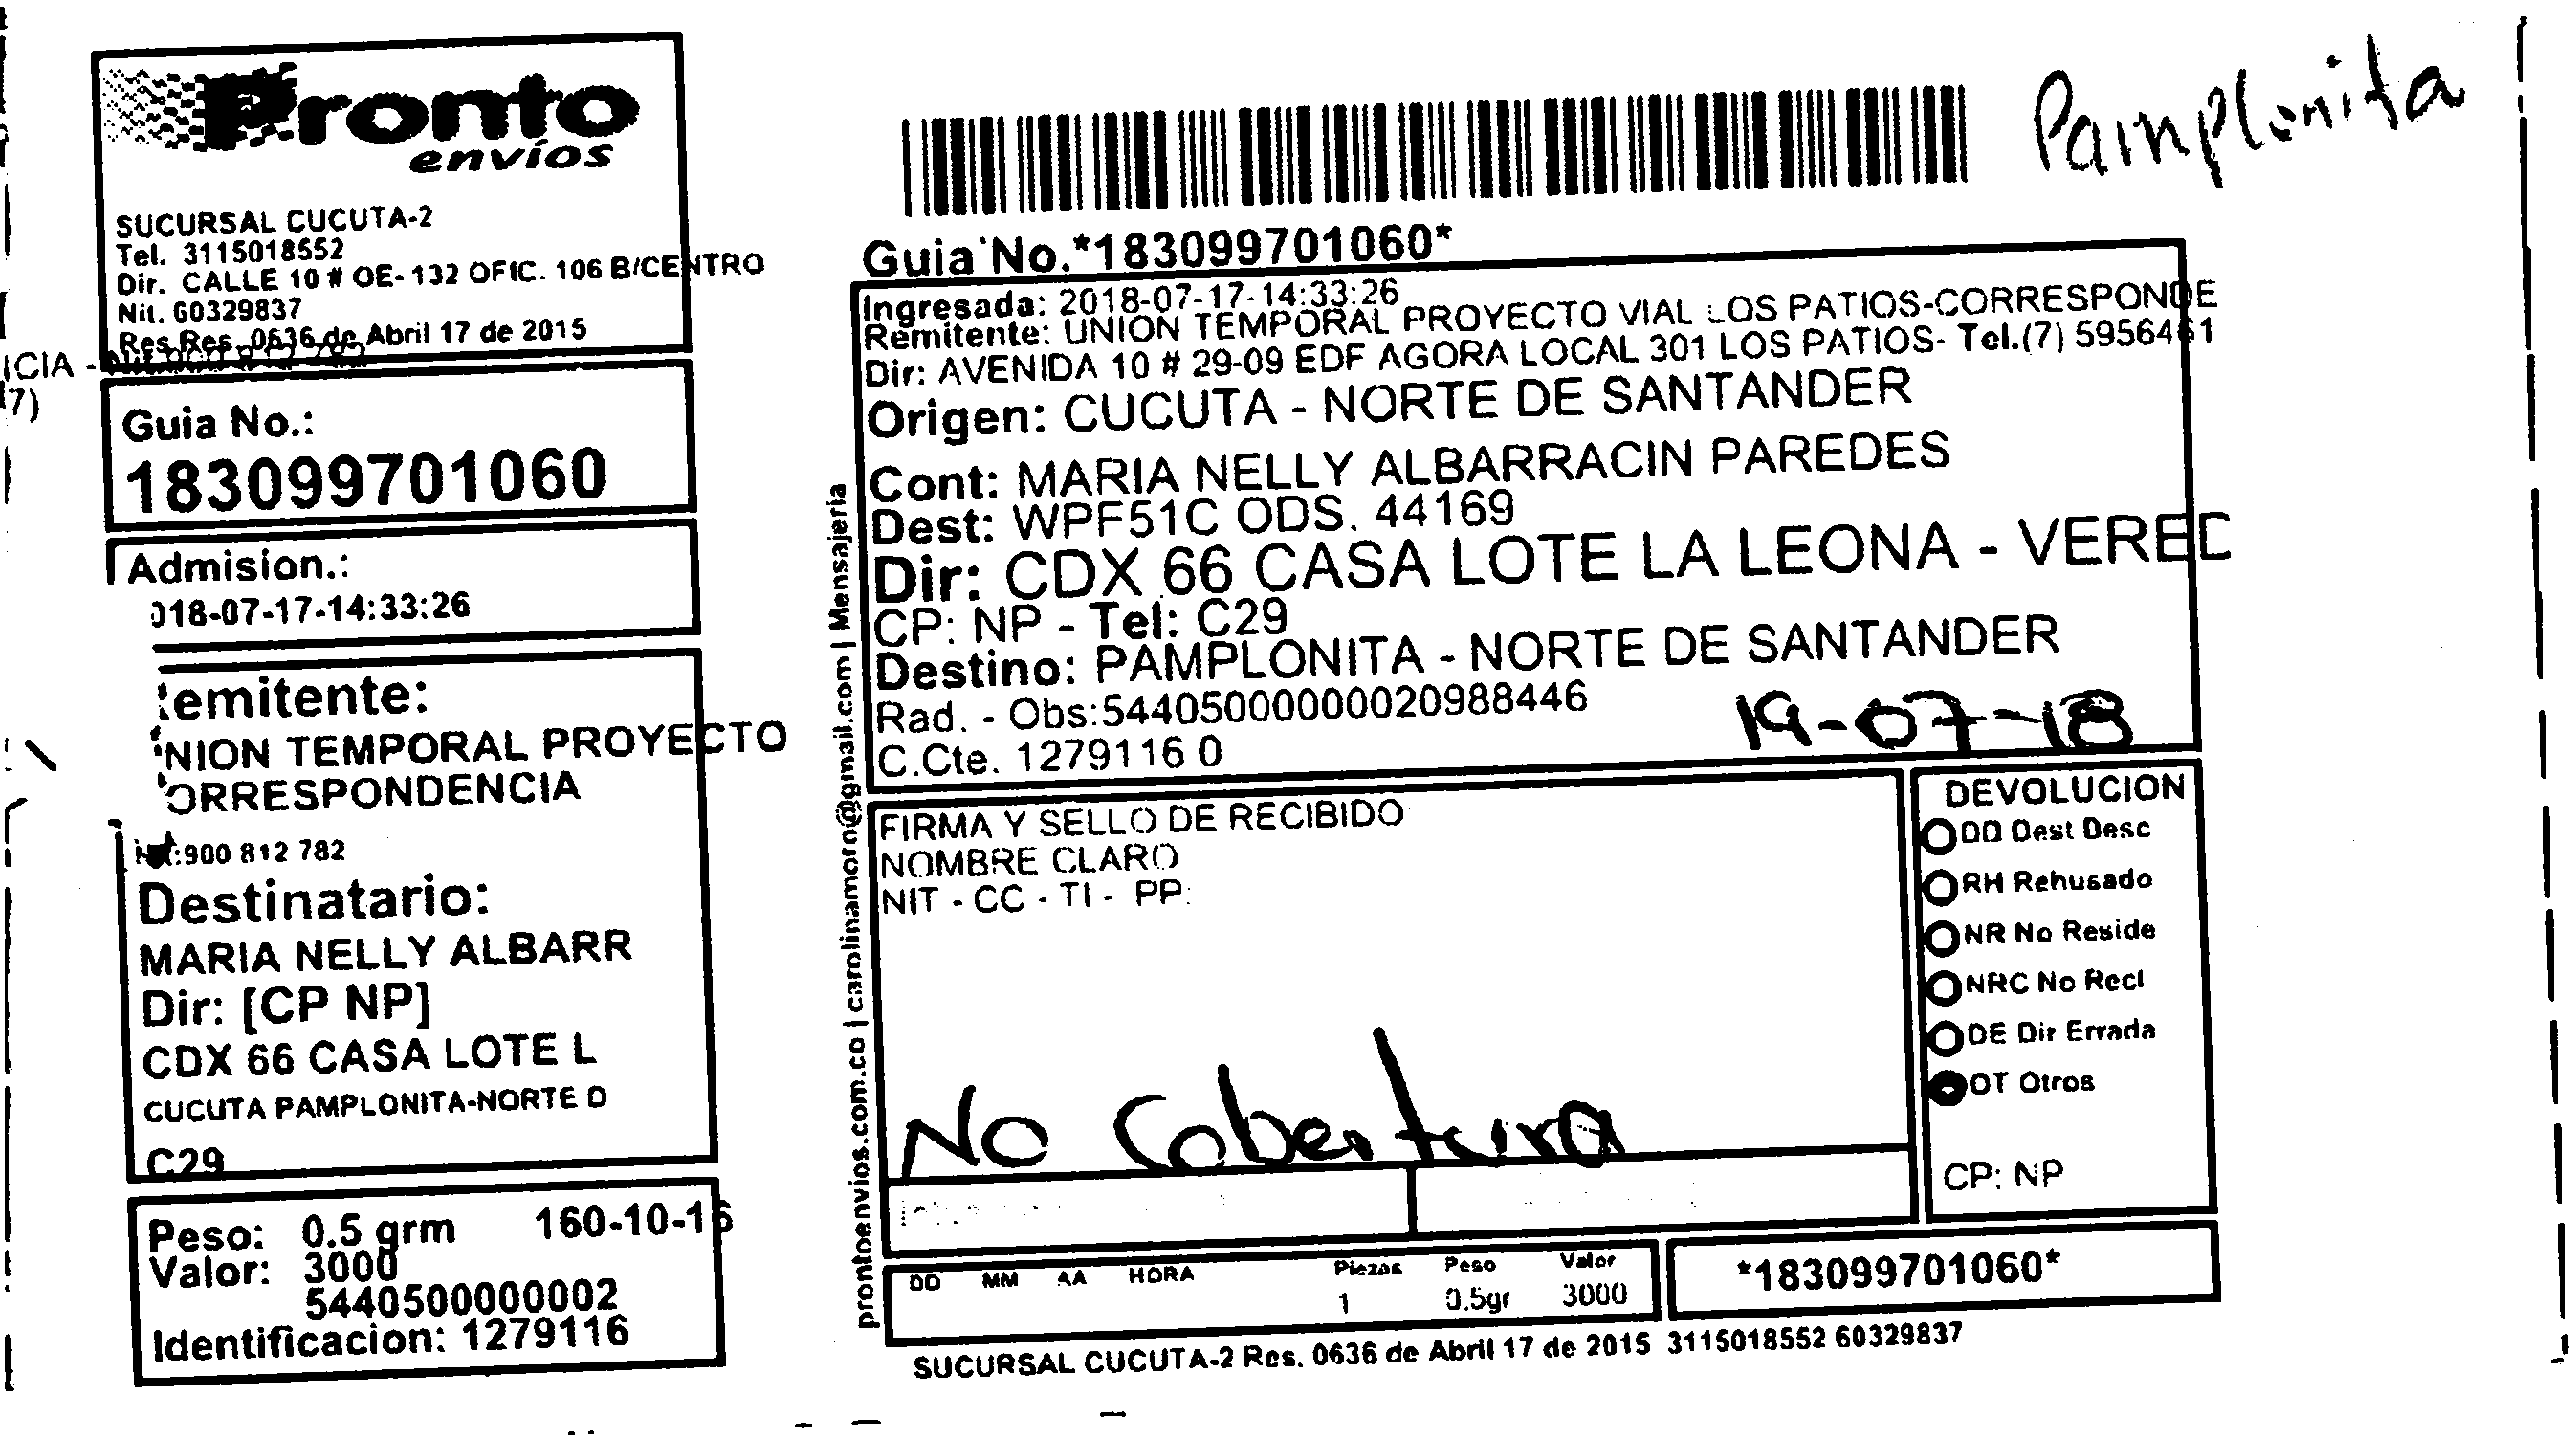 Pronto
envíos
SUCURSAL CUCUTA-2
Tel. 3115018552
Dir. CALLE 10 # OE-132 OFIC. 106 B/CENTRO
Nit. 60329837
Res Res. 0636 de Abril 17 de 2015
CIA -
7)
Guia No.:
183099701060
Admision.:
018-07-17-14:33:26
emitente:
NION TEMPORAL PROYECTO
ORRESPONDENCIA
:900 812 782
Destinatario:
MARIA NELLY ALBARR
Dir: [CP NP]
CDX 66 CASA LOTE L
CUCUTA PAMPLONITA-NORTE D
C29
Peso: 0.5 grm 160-10-16
Valor: 3000
5440500000002
Identificacion: 1279116
prontoenvios.com.co | carolinamoro@gmail.com | Mensajeria
Pamplonita
Guia No.*183099701060*
Ingresada: 2018-07-17-14:33:26
Remitente: UNION TEMPORAL PROYECTO VIAL LOS PATIOS-CORRESPONDE
Dir: AVENIDA 10 # 29-09 EDF AGORA LOCAL 301 LOS PATIOS- Tel.(7) 5956461
Origen: CUCUTA - NORTE DE SANTANDER
Cont: MARIA NELLY ALBARRACIN PAREDES
Dest: WPF51C ODS. 44169
Dir: CDX 66 CASA LOTE LA LEONA - VERED
CP: NP - Tel: C29
Destino: PAMPLONITA - NORTE DE SANTANDER
Rad. - Obs:544050000000020988446
C.Cte. 1279116 0
19-07-18
FIRMA Y SELLO DE RECIBIDO
NOMBRE CLARO
NIT - CC - TI - PP:
No Cobertura
DEVOLUCION
DD Dest Desc
RH Rehusado
NR No Reside
NRC No Recl
DE Dir Errada
OT Otros
CP: NP
DD MM AA HORA Piezas Peso Valor
1 0.5gr 3000
*183099701060*
SUCURSAL CUCUTA-2 Res. 0636 de Abril 17 de 2015 3115018552 60329837